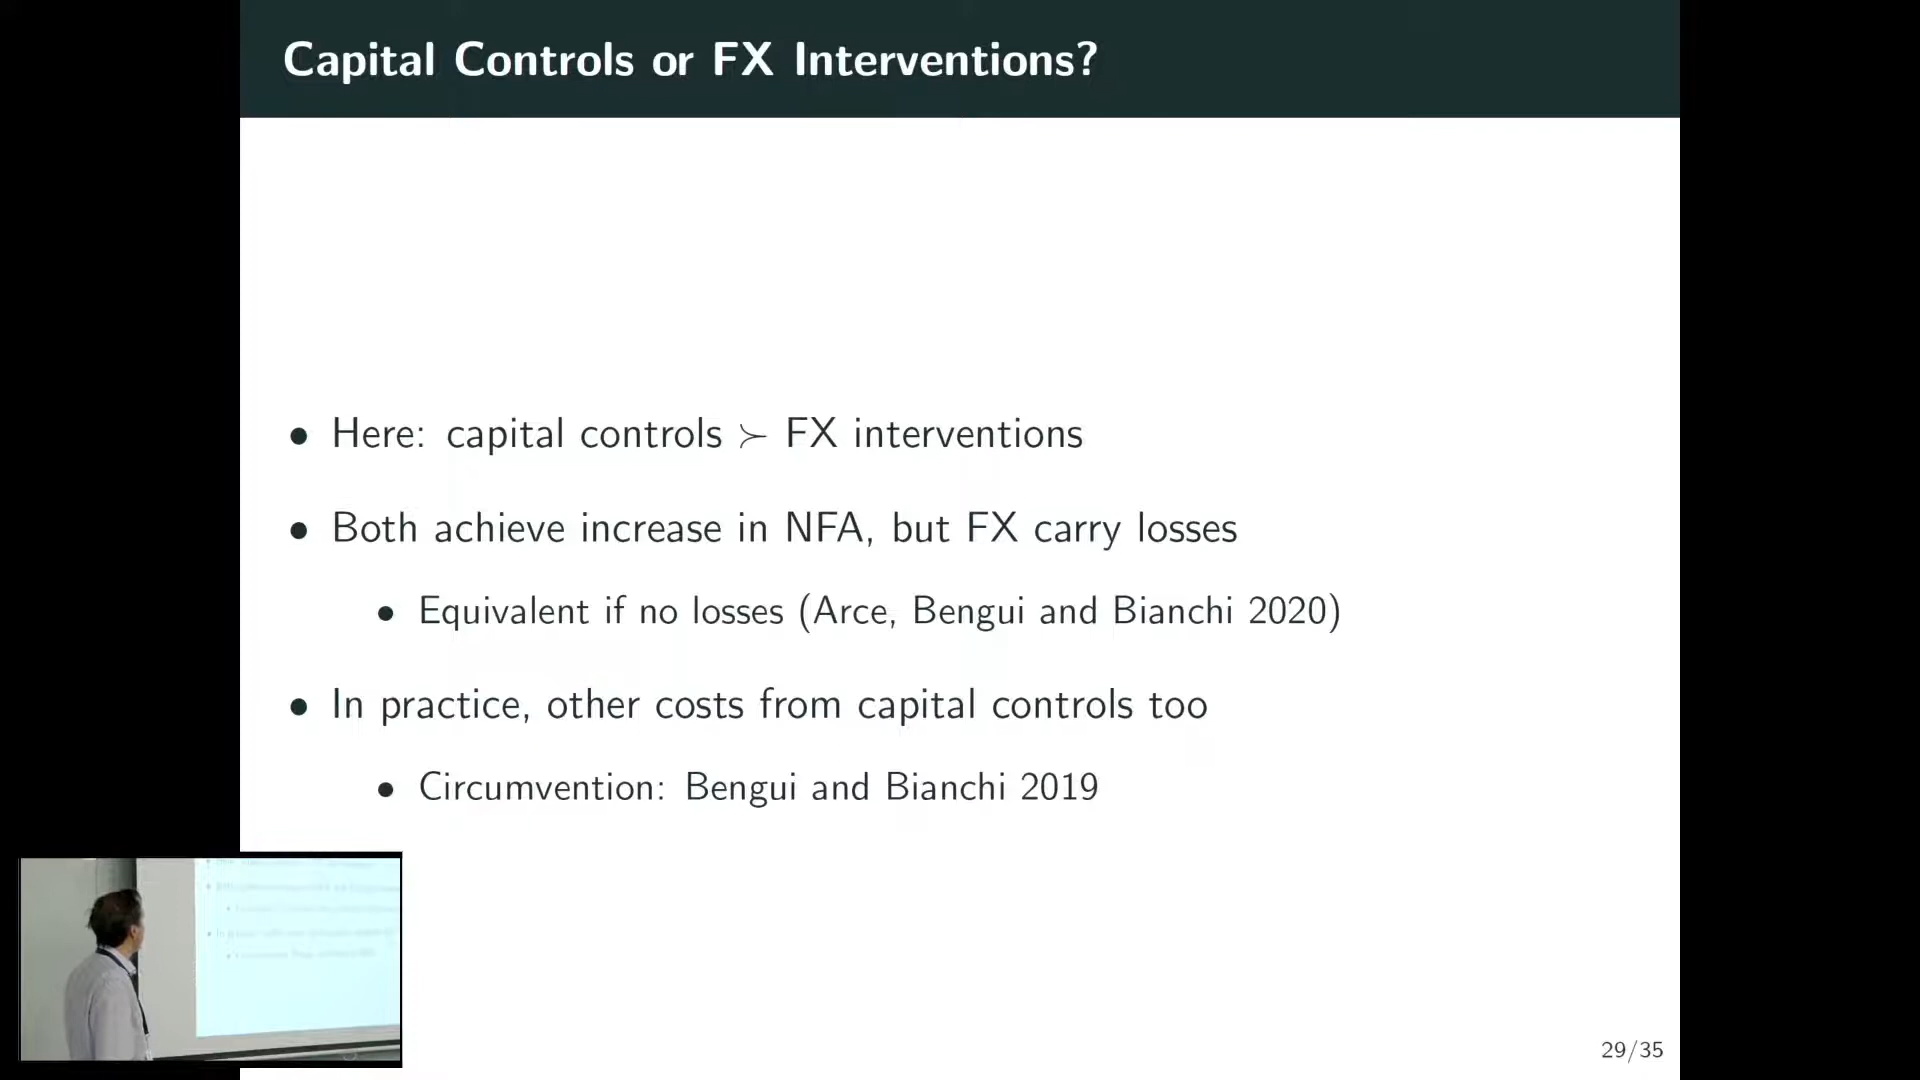 Capital Controls or FX Interventions?
• Here: capital controls ≻ FX interventions
• Both achieve increase in NFA, but FX carry losses
• Equivalent if no losses (Arce, Bengui and Bianchi 2020)
• In practice, other costs from capital controls too
• Circumvention: Bengui and Bianchi 2019
29/35